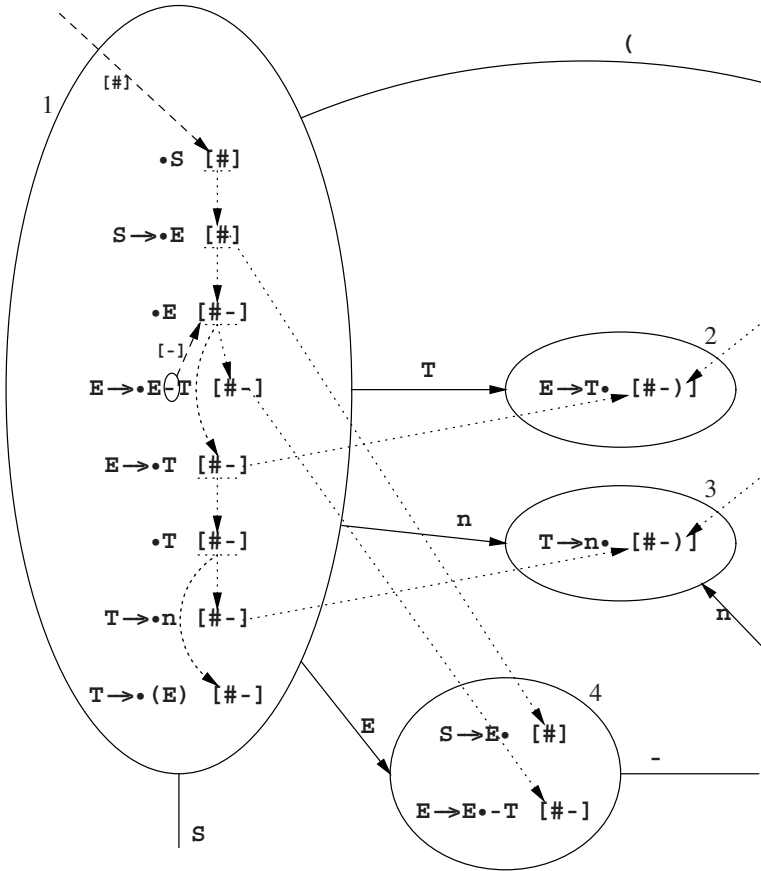 (
[#]
1
•S [#]
S→•E [#]
•E [#-]
[-]
2
T
E→•E-T [#-]
E→T• [#-)]
E→•T [#-]
3
n
•T [#-]
T→n• [#-)]
T→•n [#-]
n
T→•(E) [#-]
4
E
S→E• [#]
-
E→E•-T [#-]
S